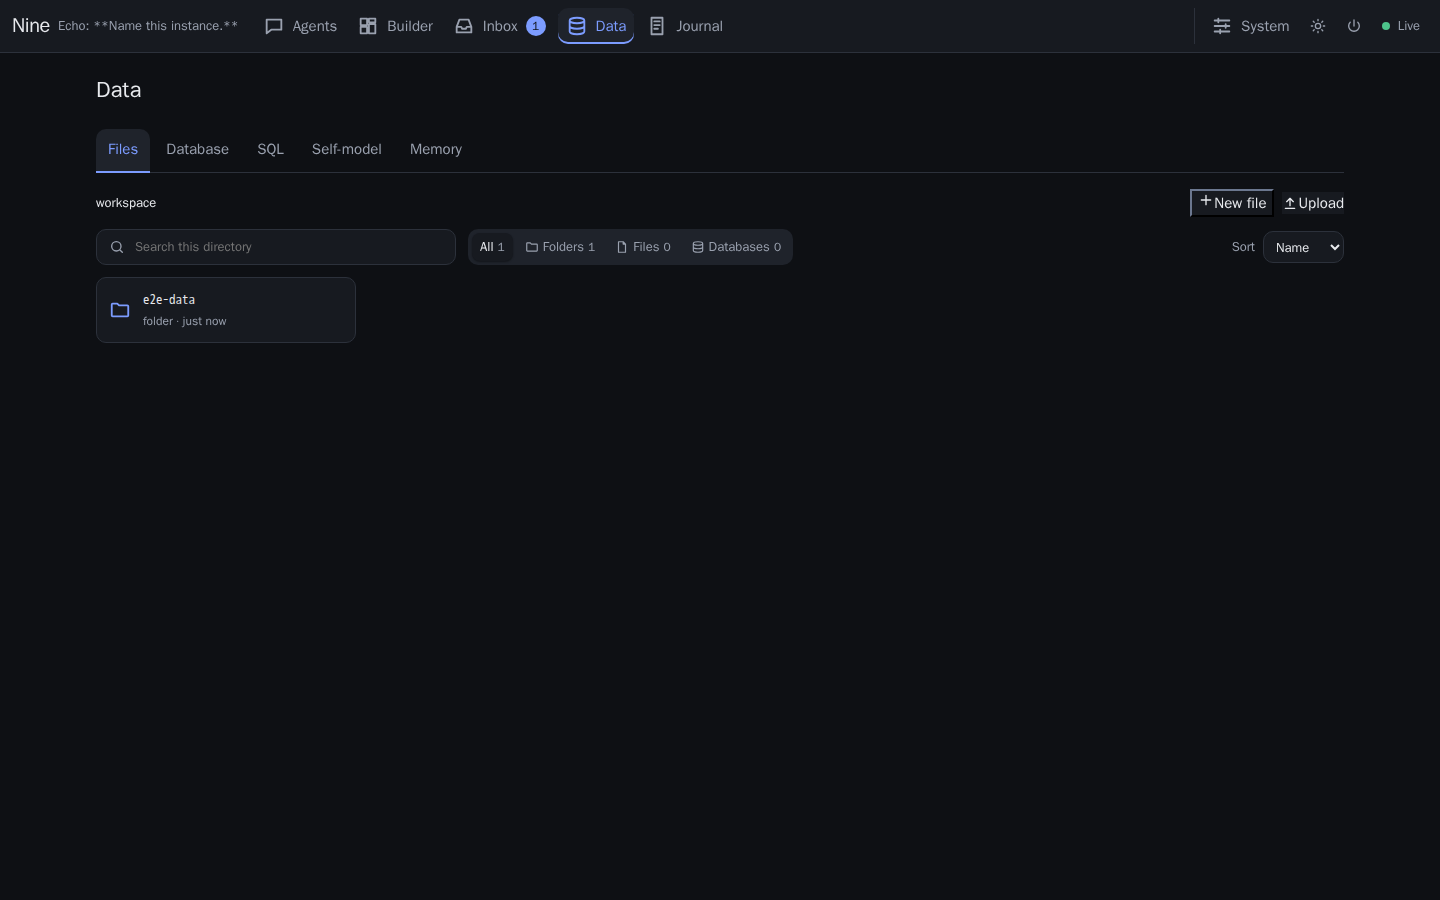 Nine Echo: **Name this instance.** Agents Builder Inbox 1 Data Journal System Live
Data
Files Database SQL Self-model Memory
workspace New file Upload
Search this directory All 1 Folders 1 Files 0 Databases 0 Sort Name
e2e-data
folder · just now